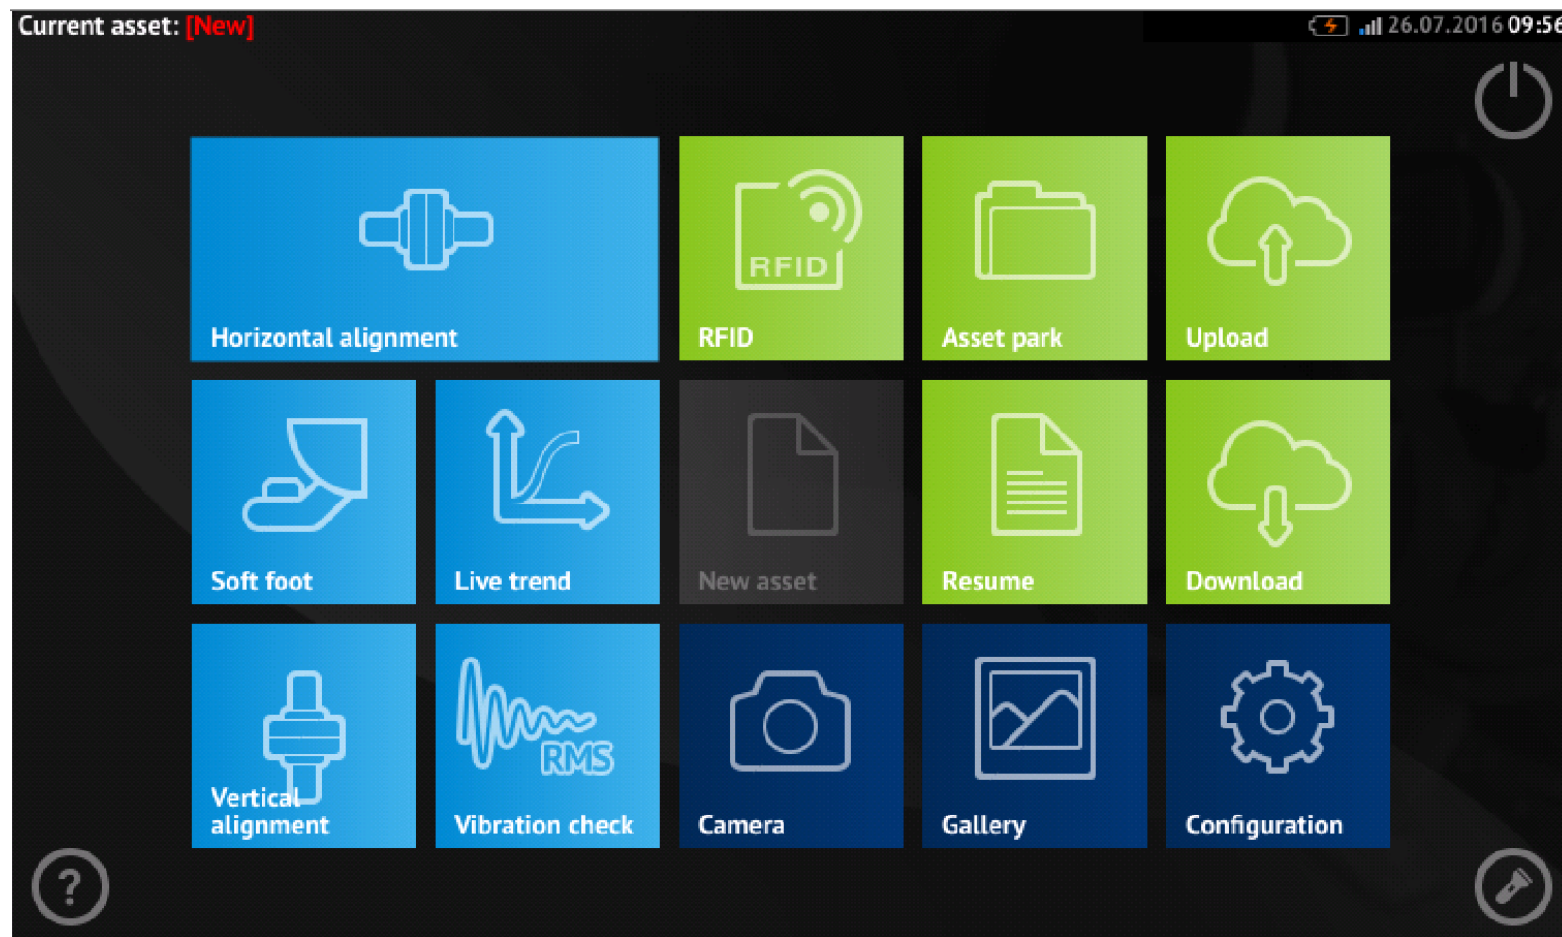 Current asset: [New]
26.07.2016 09:56
RFID
Horizontal alignment
RFID
Asset park
Upload
Soft foot
Live trend
New asset
Resume
Download
RMS
Vertical
alignment
Vibration check
Camera
Gallery
Configuration
?